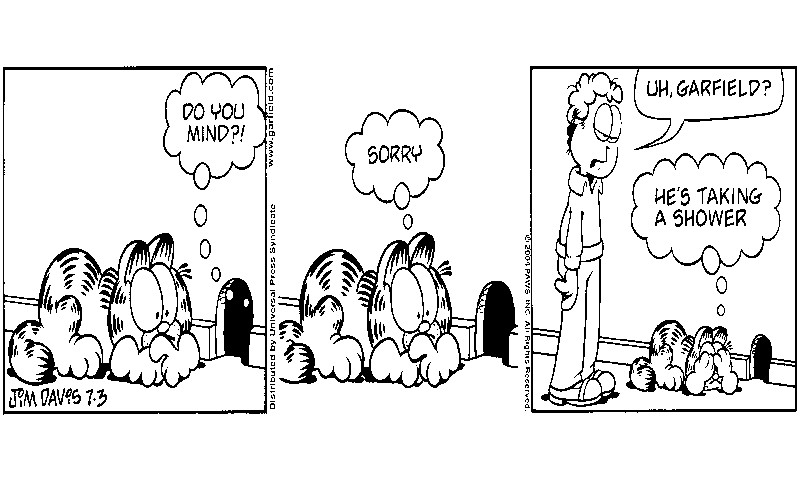 DO YOU
MIND?!
www.garfield.com
Distributed by Universal Press Syndicate
JIM DAVIS 7·3
SORRY
© 2004 PAWS, INC. All Rights Reserved.
UH, GARFIELD?
HE'S TAKING
A SHOWER